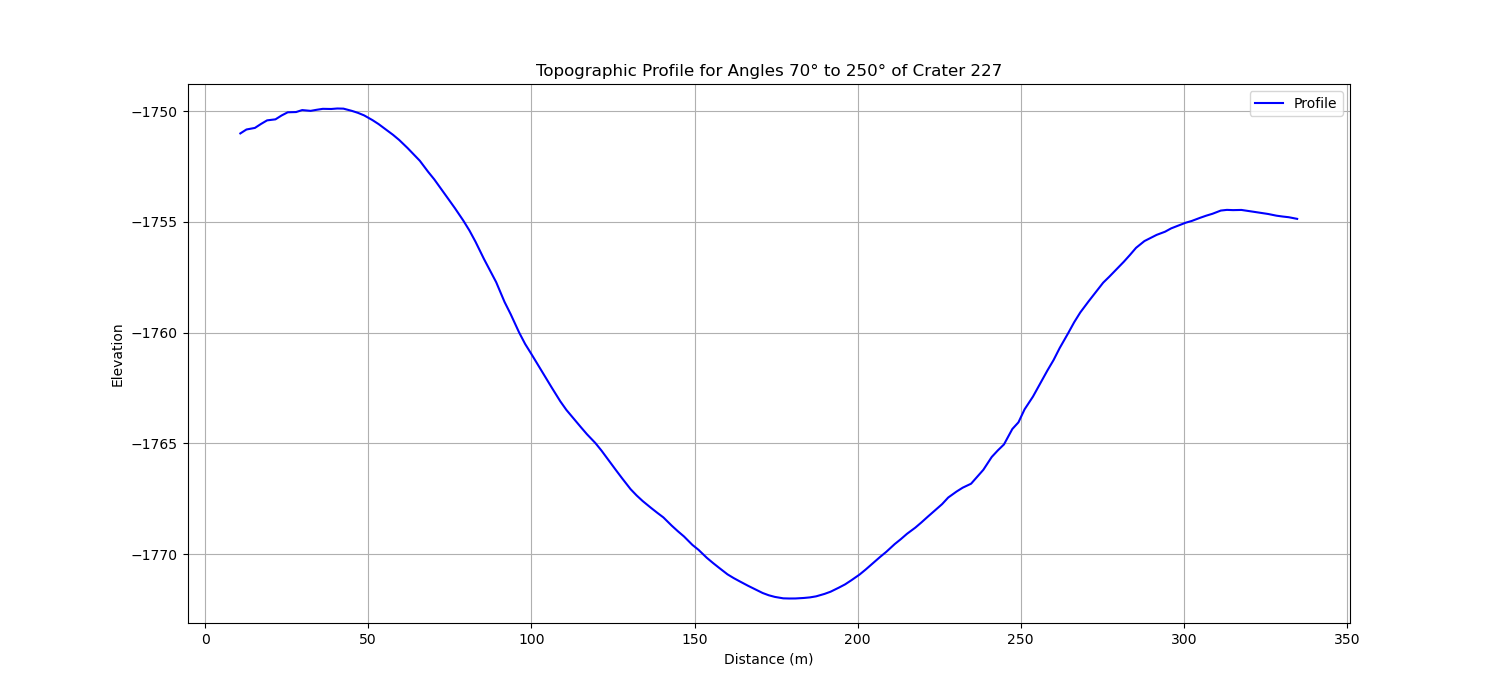 Topographic Profile for Angles 70° to 250° of Crater 227
Profile
Elevation
−1750
−1755
−1760
−1765
−1770
0 50 100 150 200 250 300 350
Distance (m)